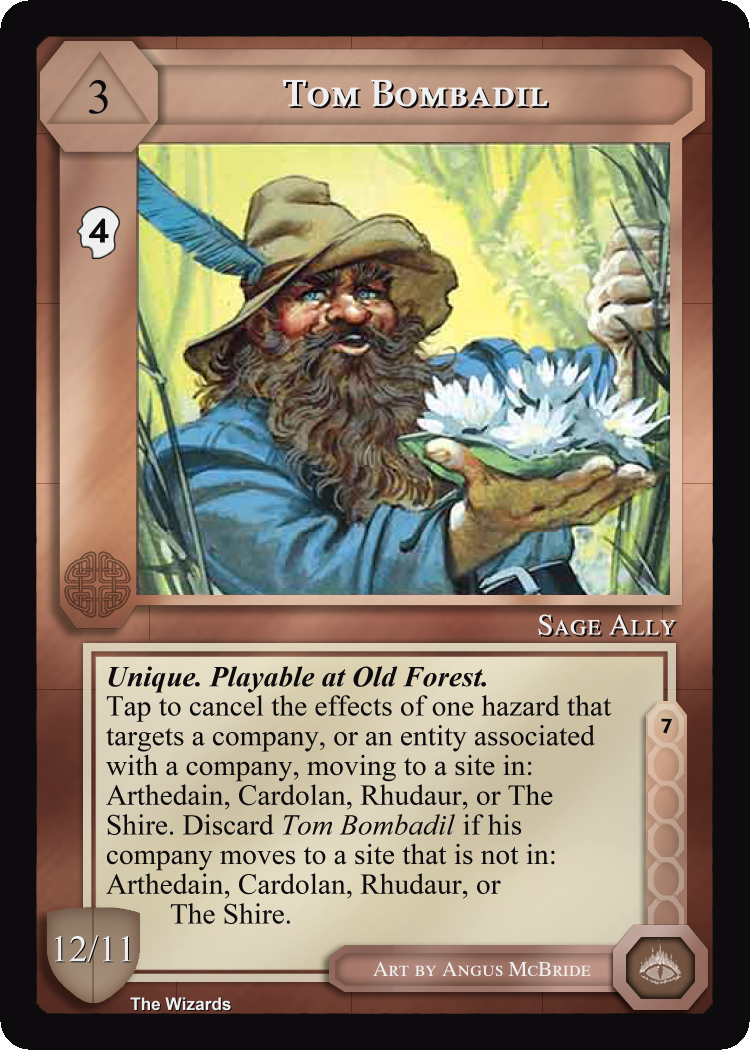 3
Tom Bombadil
4
Sage Ally
Unique. Playable at Old Forest.
Tap to cancel the effects of one hazard that
targets a company, or an entity associated
with a company, moving to a site in:
Arthedain, Cardolan, Rhudaur, or The
Shire. Discard Tom Bombadil if his
company moves to a site that is not in:
Arthedain, Cardolan, Rhudaur, or
The Shire.
7
12/11
Art by Angus McBride
The Wizards